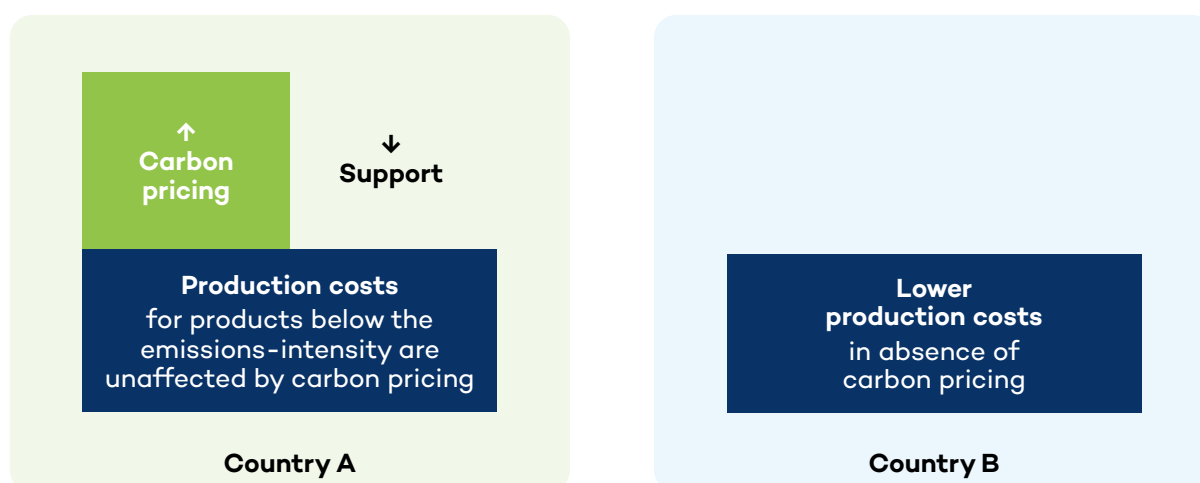 ↑
Carbon
pricing
↓
Support
Production costs
for products below the
emissions-intensity are
unaffected by carbon pricing
Country A
Lower
production costs
in absence of
carbon pricing
Country B